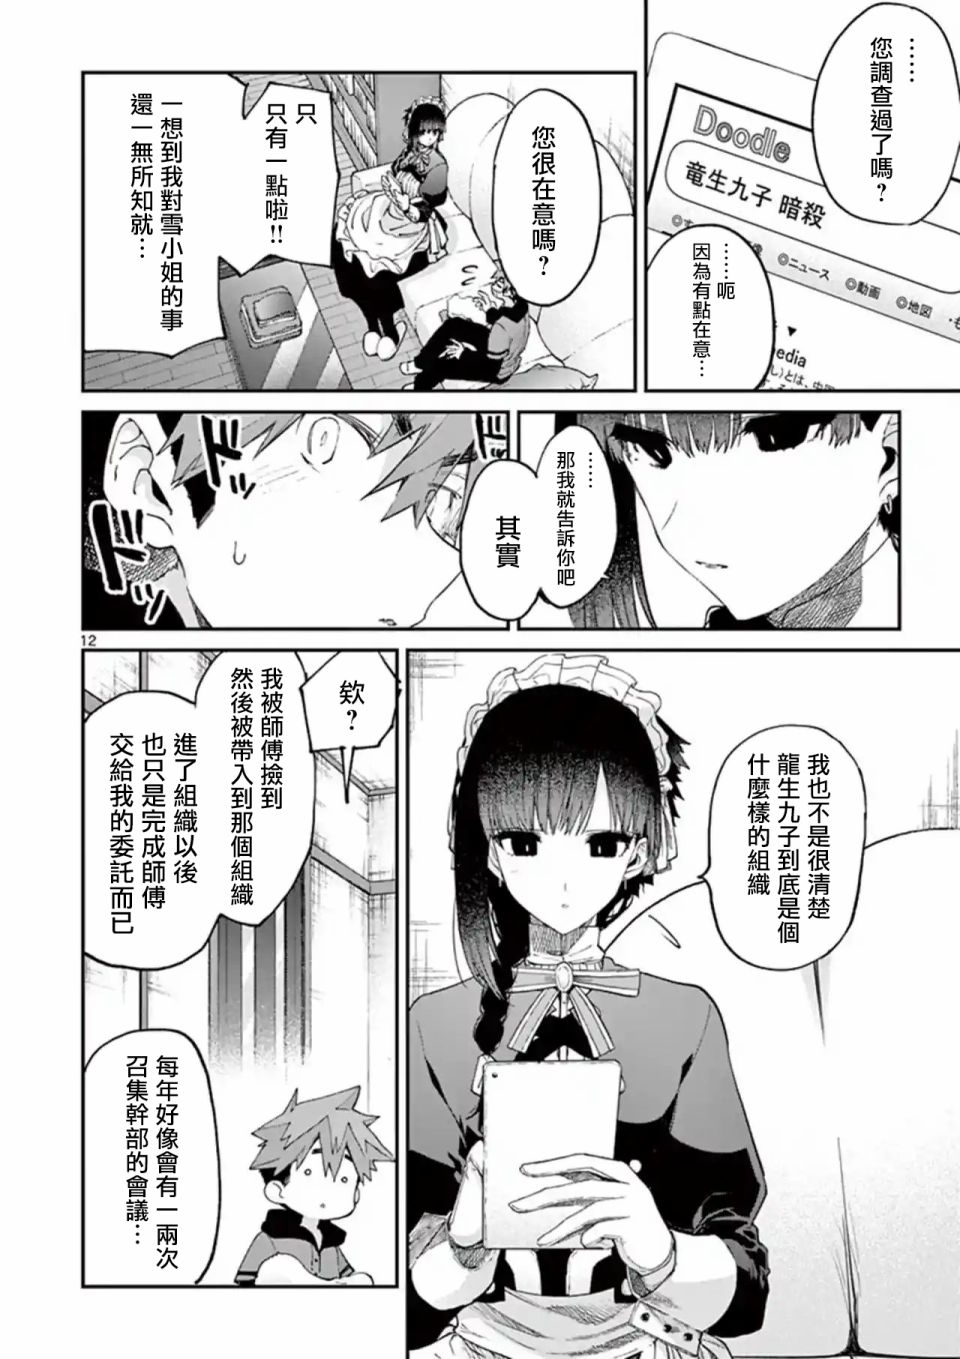 ……
您調查過了嗎?
Doodle
竜生九子 暗殺
◎ニュース
◎動画
◎地図
pedia
……呃
因為有點在意…
您很在意嗎?
只
只有一點啦!!
一想到我對雪小姐的事
還一無所知就…
……
那我就告訴你吧
其實
ドドド
ドドド
12
我也不是很清楚
龍生九子到底是個
什麼樣的組織
欸?
我被師傅撿到
然後被帶入到那個組織
進了組織以後
也只是完成師傅
交給我的委託而已
每年好像會有一兩次
召集幹部的會議…